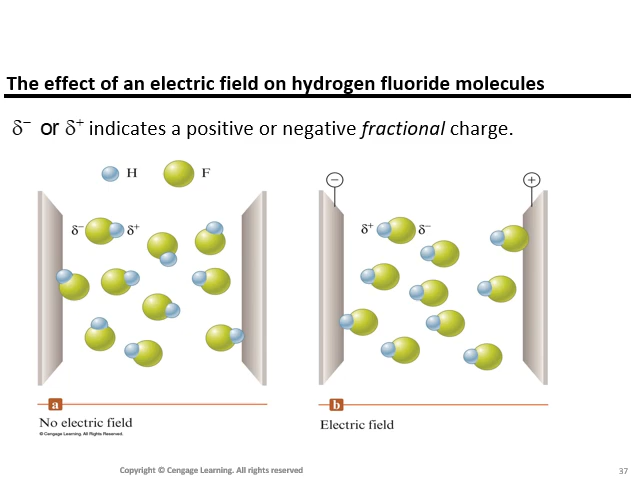 The effect of an electric field on hydrogen fluoride molecules
δ⁻ or δ⁺ indicates a positive or negative fractional charge.
H F
− +
δ⁻ δ⁺ δ⁺ δ⁻
a b
No electric field Electric field
© Cengage Learning. All Rights Reserved.
Copyright © Cengage Learning. All rights reserved 37